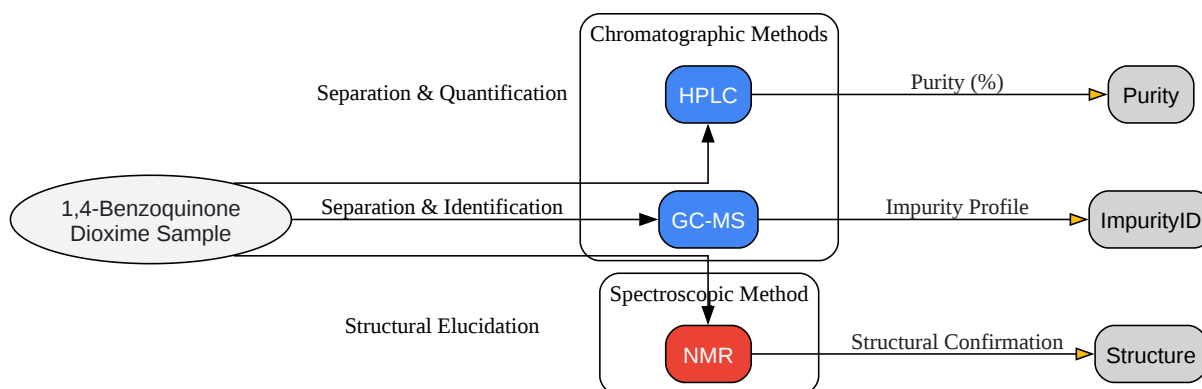 Chromatographic Methods
Separation & Quantification
HPLC
Purity (%)
Purity
1,4-Benzoquinone
Dioxime Sample
Separation & Identification
GC-MS
Impurity Profile
ImpurityID
Spectroscopic Method
Structural Elucidation
NMR
Structural Confirmation
Structure